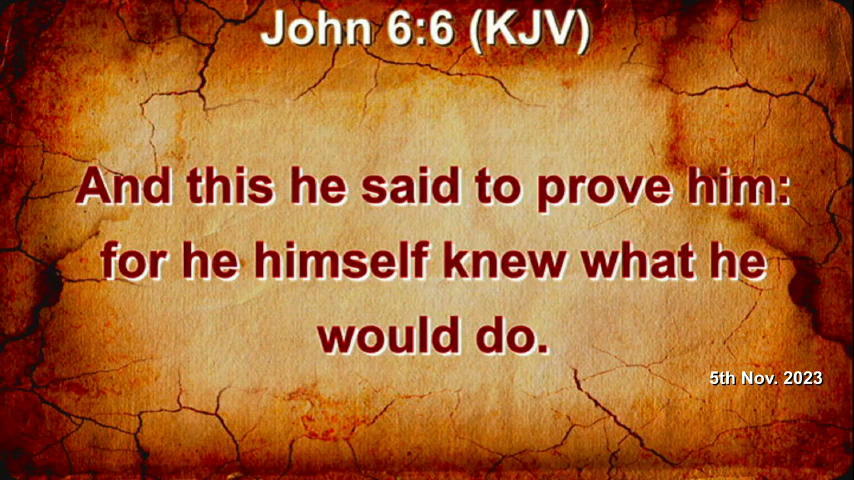 John 6:6 (KJV)
And this he said to prove him:
for he himself knew what he
would do.
5th Nov. 2023